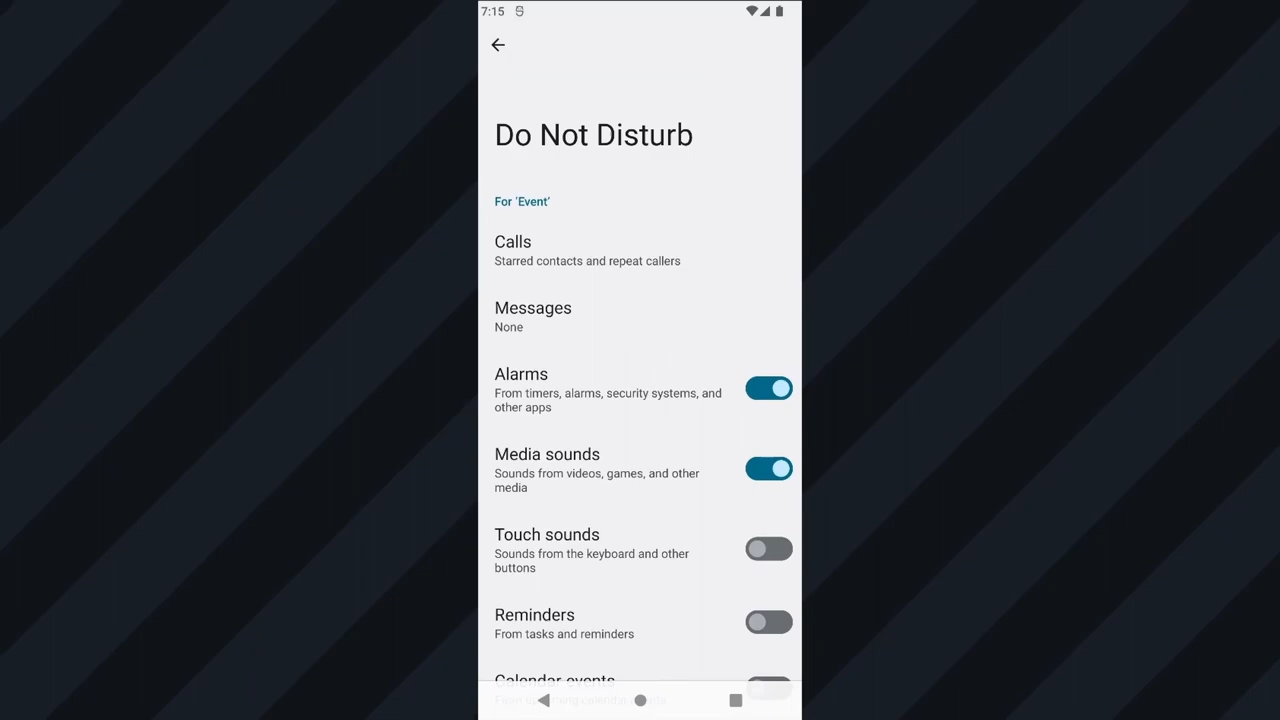 7:15
Do Not Disturb
For 'Event'
Calls
Starred contacts and repeat callers
Messages
None
Alarms
From timers, alarms, security systems, and
other apps
Media sounds
Sounds from videos, games, and other
media
Touch sounds
Sounds from the keyboard and other
buttons
Reminders
From tasks and reminders
Calendar events